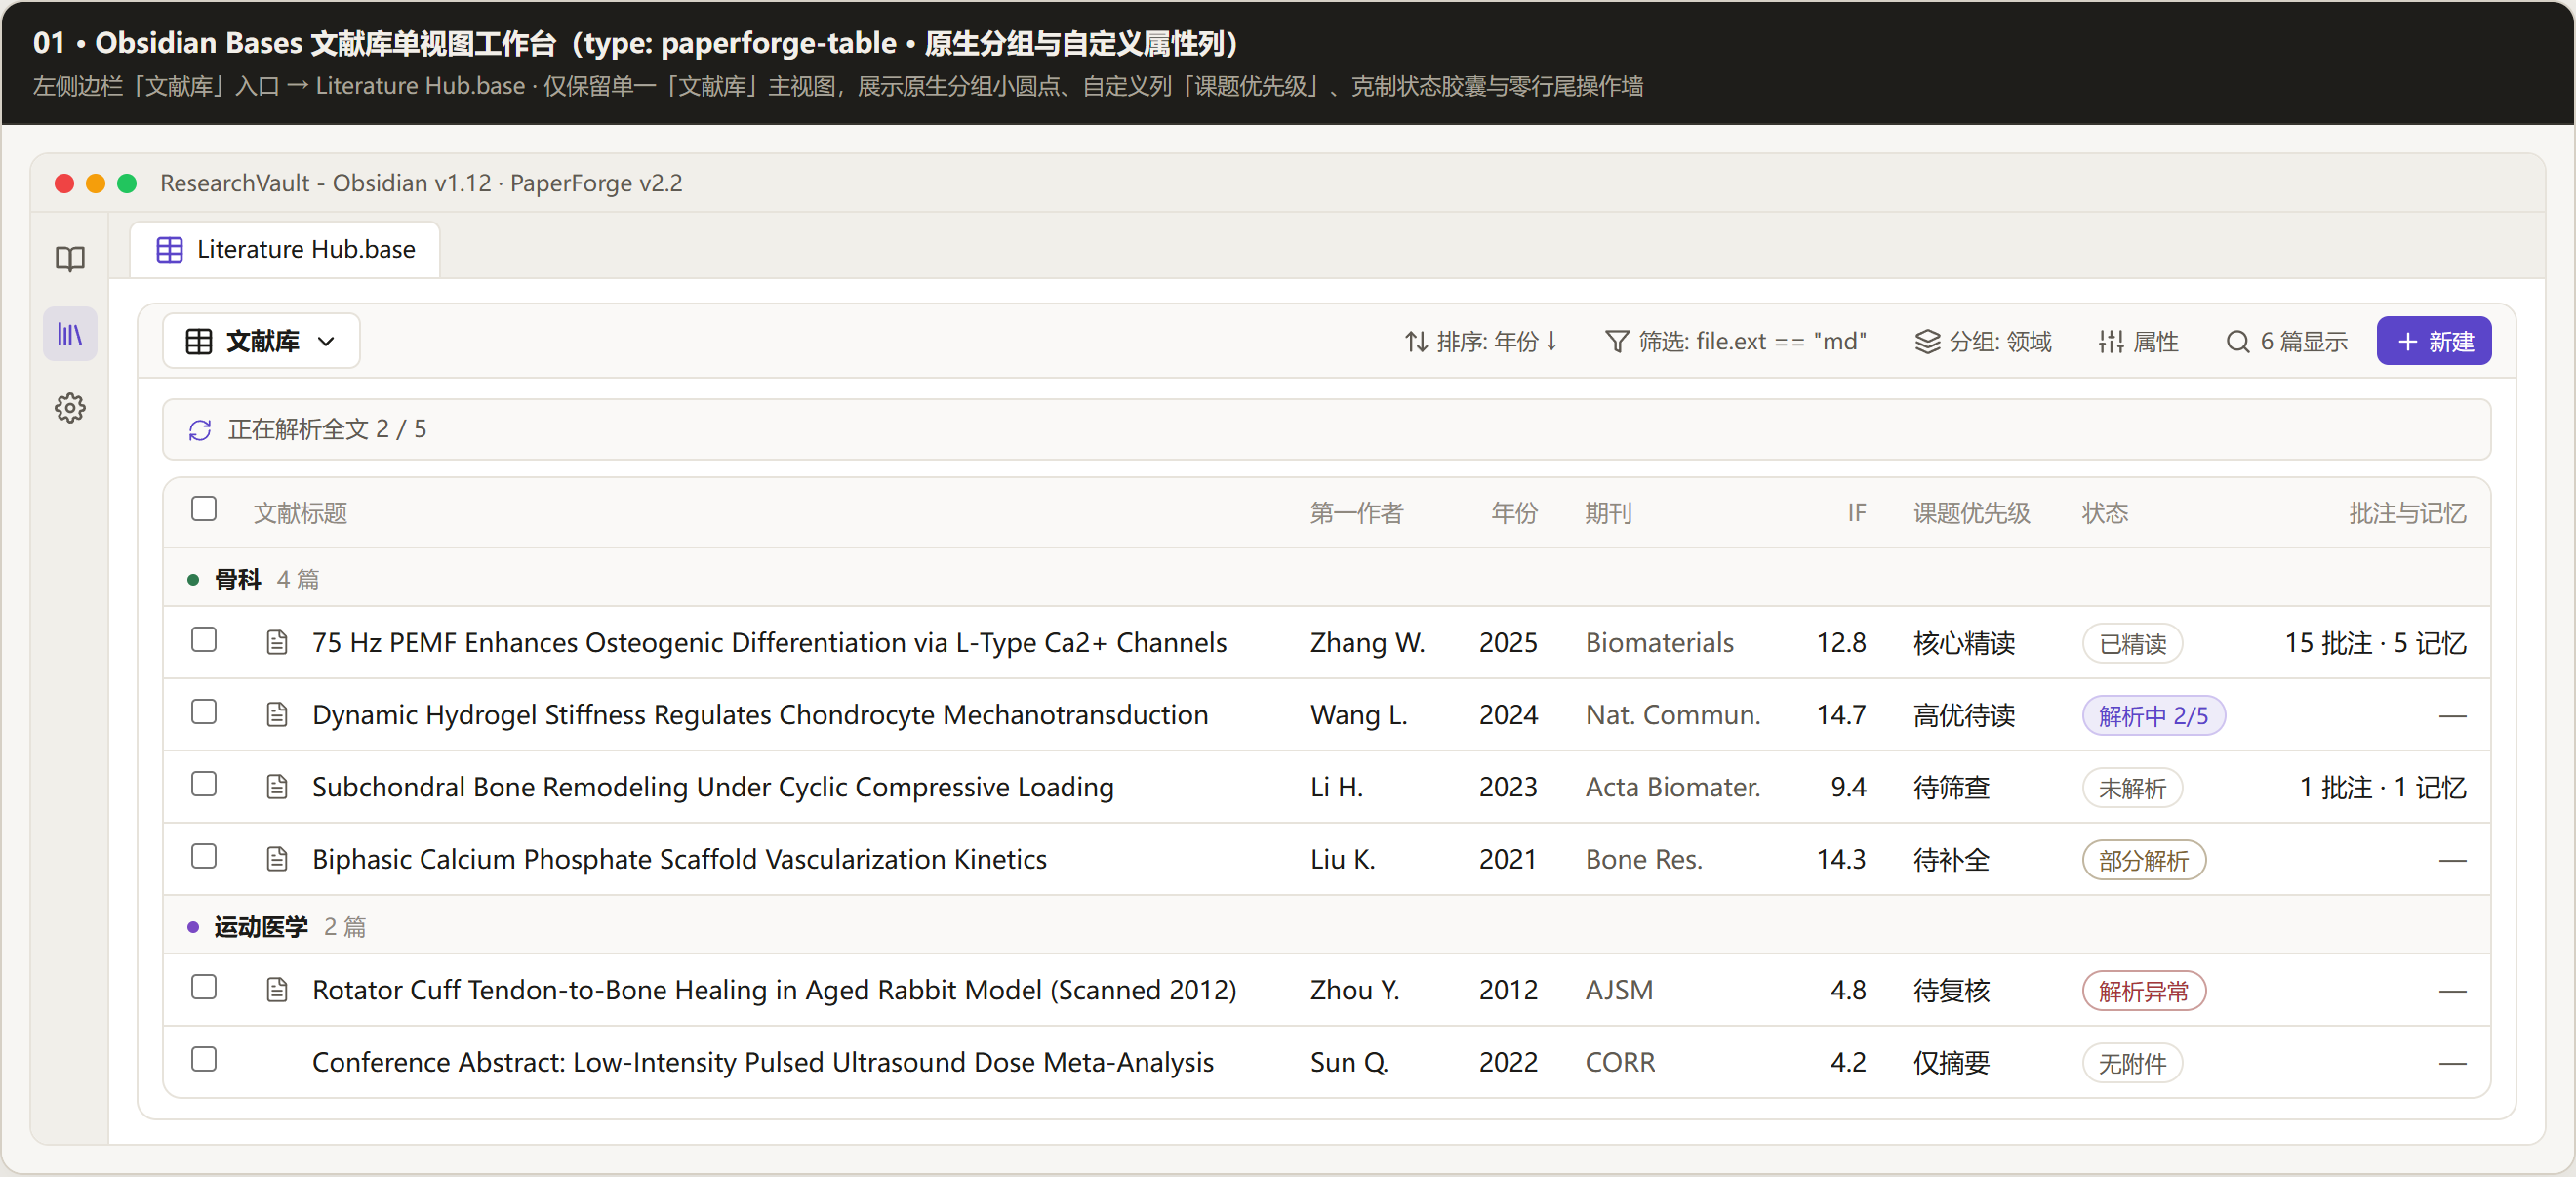 01 • Obsidian Bases 文献库单视图工作台（type: paperforge-table • 原生分组与自定义属性列）
左侧边栏「文献库」入口 → Literature Hub.base · 仅保留单一「文献库」主视图，展示原生分组小圆点、自定义列「课题优先级」、克制状态胶囊与零行尾操作墙
ResearchVault - Obsidian v1.12 · PaperForge v2.2
Literature Hub.base
文献库 排序: 年份 ↓ 筛选: file.ext == "md" 分组: 领域 属性 6 篇显示 + 新建
正在解析全文 2 / 5
文献标题 第一作者 年份 期刊 IF 课题优先级 状态 批注与记忆
骨科 4 篇
75 Hz PEMF Enhances Osteogenic Differentiation via L-Type Ca2+ Channels Zhang W. 2025 Biomaterials 12.8 核心精读 已精读 15 批注 · 5 记忆
Dynamic Hydrogel Stiffness Regulates Chondrocyte Mechanotransduction Wang L. 2024 Nat. Commun. 14.7 高优待读 解析中 2/5 —
Subchondral Bone Remodeling Under Cyclic Compressive Loading Li H. 2023 Acta Biomater. 9.4 待筛查 未解析 1 批注 · 1 记忆
Biphasic Calcium Phosphate Scaffold Vascularization Kinetics Liu K. 2021 Bone Res. 14.3 待补全 部分解析 —
运动医学 2 篇
Rotator Cuff Tendon-to-Bone Healing in Aged Rabbit Model (Scanned 2012) Zhou Y. 2012 AJSM 4.8 待复核 解析异常 —
Conference Abstract: Low-Intensity Pulsed Ultrasound Dose Meta-Analysis Sun Q. 2022 CORR 4.2 仅摘要 无附件 —